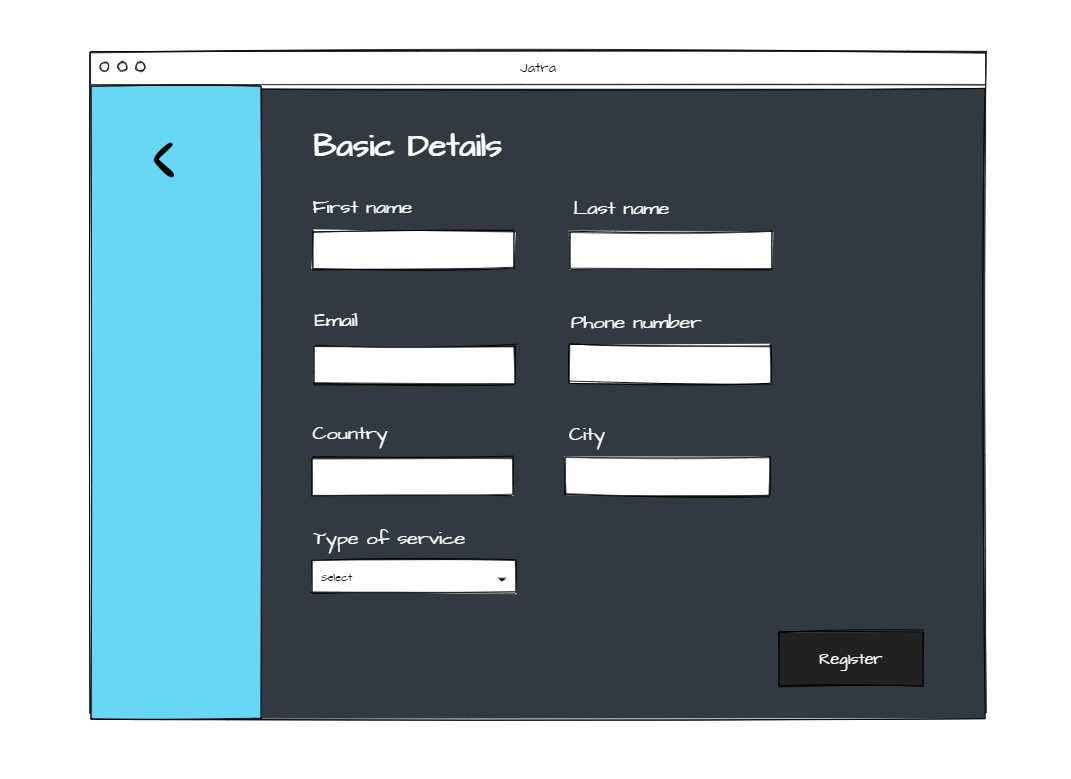 Jatra
Basic Details
First name
Last name
Email
Phone number
Country
City
Type of service
Select
Register